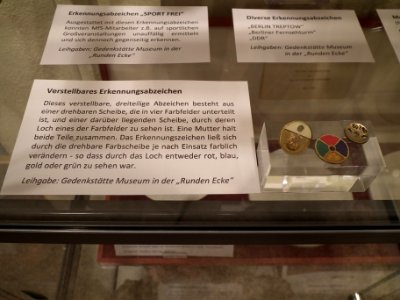 Erkennungsabzeichen „SPORT FREI"
Ausgestattet mit diesen Erkennungsabzeichen
konnten MfS-Mitarbeiter z.B. auf sportlichen
Großveranstaltungen unauffällig ermitteln
und sich dennoch gegenseitig erkennen.
Leihgaben: Gedenkstätte Museum in der
„Runden Ecke"
Diverse Erkennungsabzeichen
„BERLIN TREPTOW"
„Berliner Fernsehturm"
„DDR"
Leihgaben: Gedenkstätte Museum
in der „Runden Ecke"
Verstellbares Erkennungsabzeichen
Dieses verstellbare, dreiteilige Abzeichen besteht aus
einer drehbaren Scheibe, die in vier Farbfelder unterteilt
ist, und einer darüber liegenden Scheibe, durch deren
Loch eines der Farbfelder zu sehen ist. Eine Mutter hält
beide Teile zusammen. Das Erkennungszeichen ließ sich
durch die drehbare Farbscheibe je nach Einsatz farblich
verändern – so dass durch das Loch entweder rot, blau,
gold oder grün zu sehen war.
Leihgabe: Gedenkstätte Museum in der „Runden Ecke"